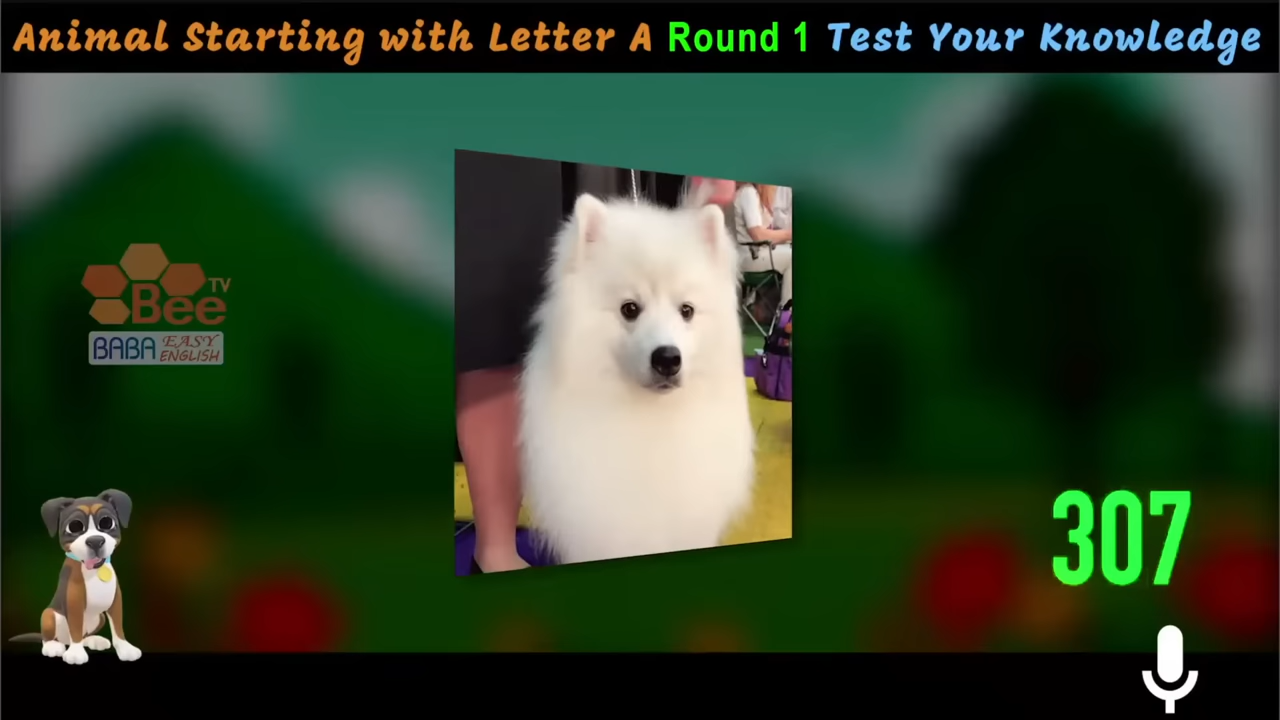 Animal Starting with Letter A Round 1 Test Your Knowledge
Bee TV
BABA EASY ENGLISH
307